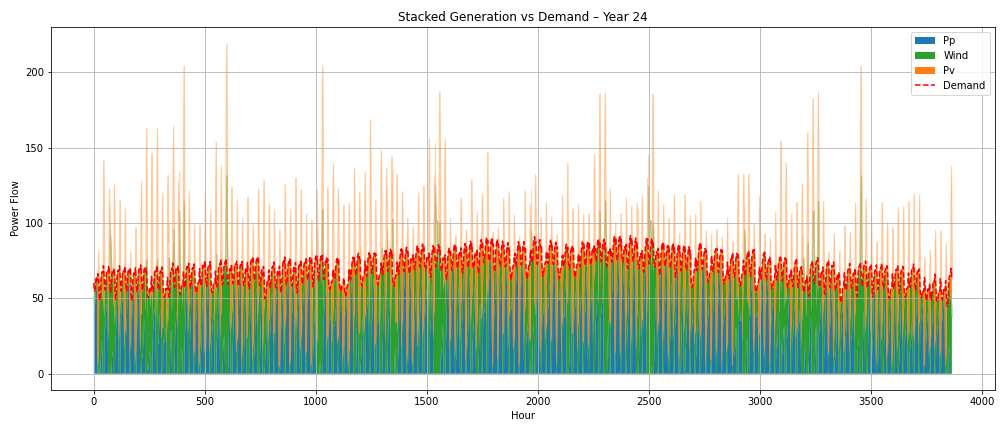 Stacked Generation vs Demand – Year 24
Power Flow
200
150
100
50
0
0 500 1000 1500 2000 2500 3000 3500 4000
Hour
Pp
Wind
Pv
Demand